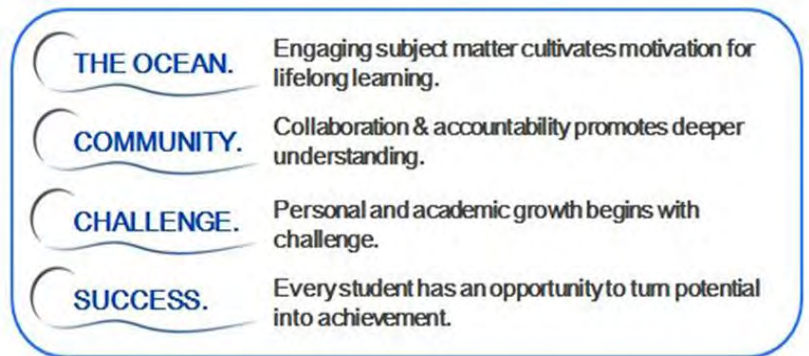 THE OCEAN.
Engaging subject matter cultivates motivation for
lifelong learning.
COMMUNITY.
Collaboration & accountability promotes deeper
understanding.
CHALLENGE.
Personal and academic growth begins with
challenge.
SUCCESS.
Every student has an opportunity to turn potential
into achievement.